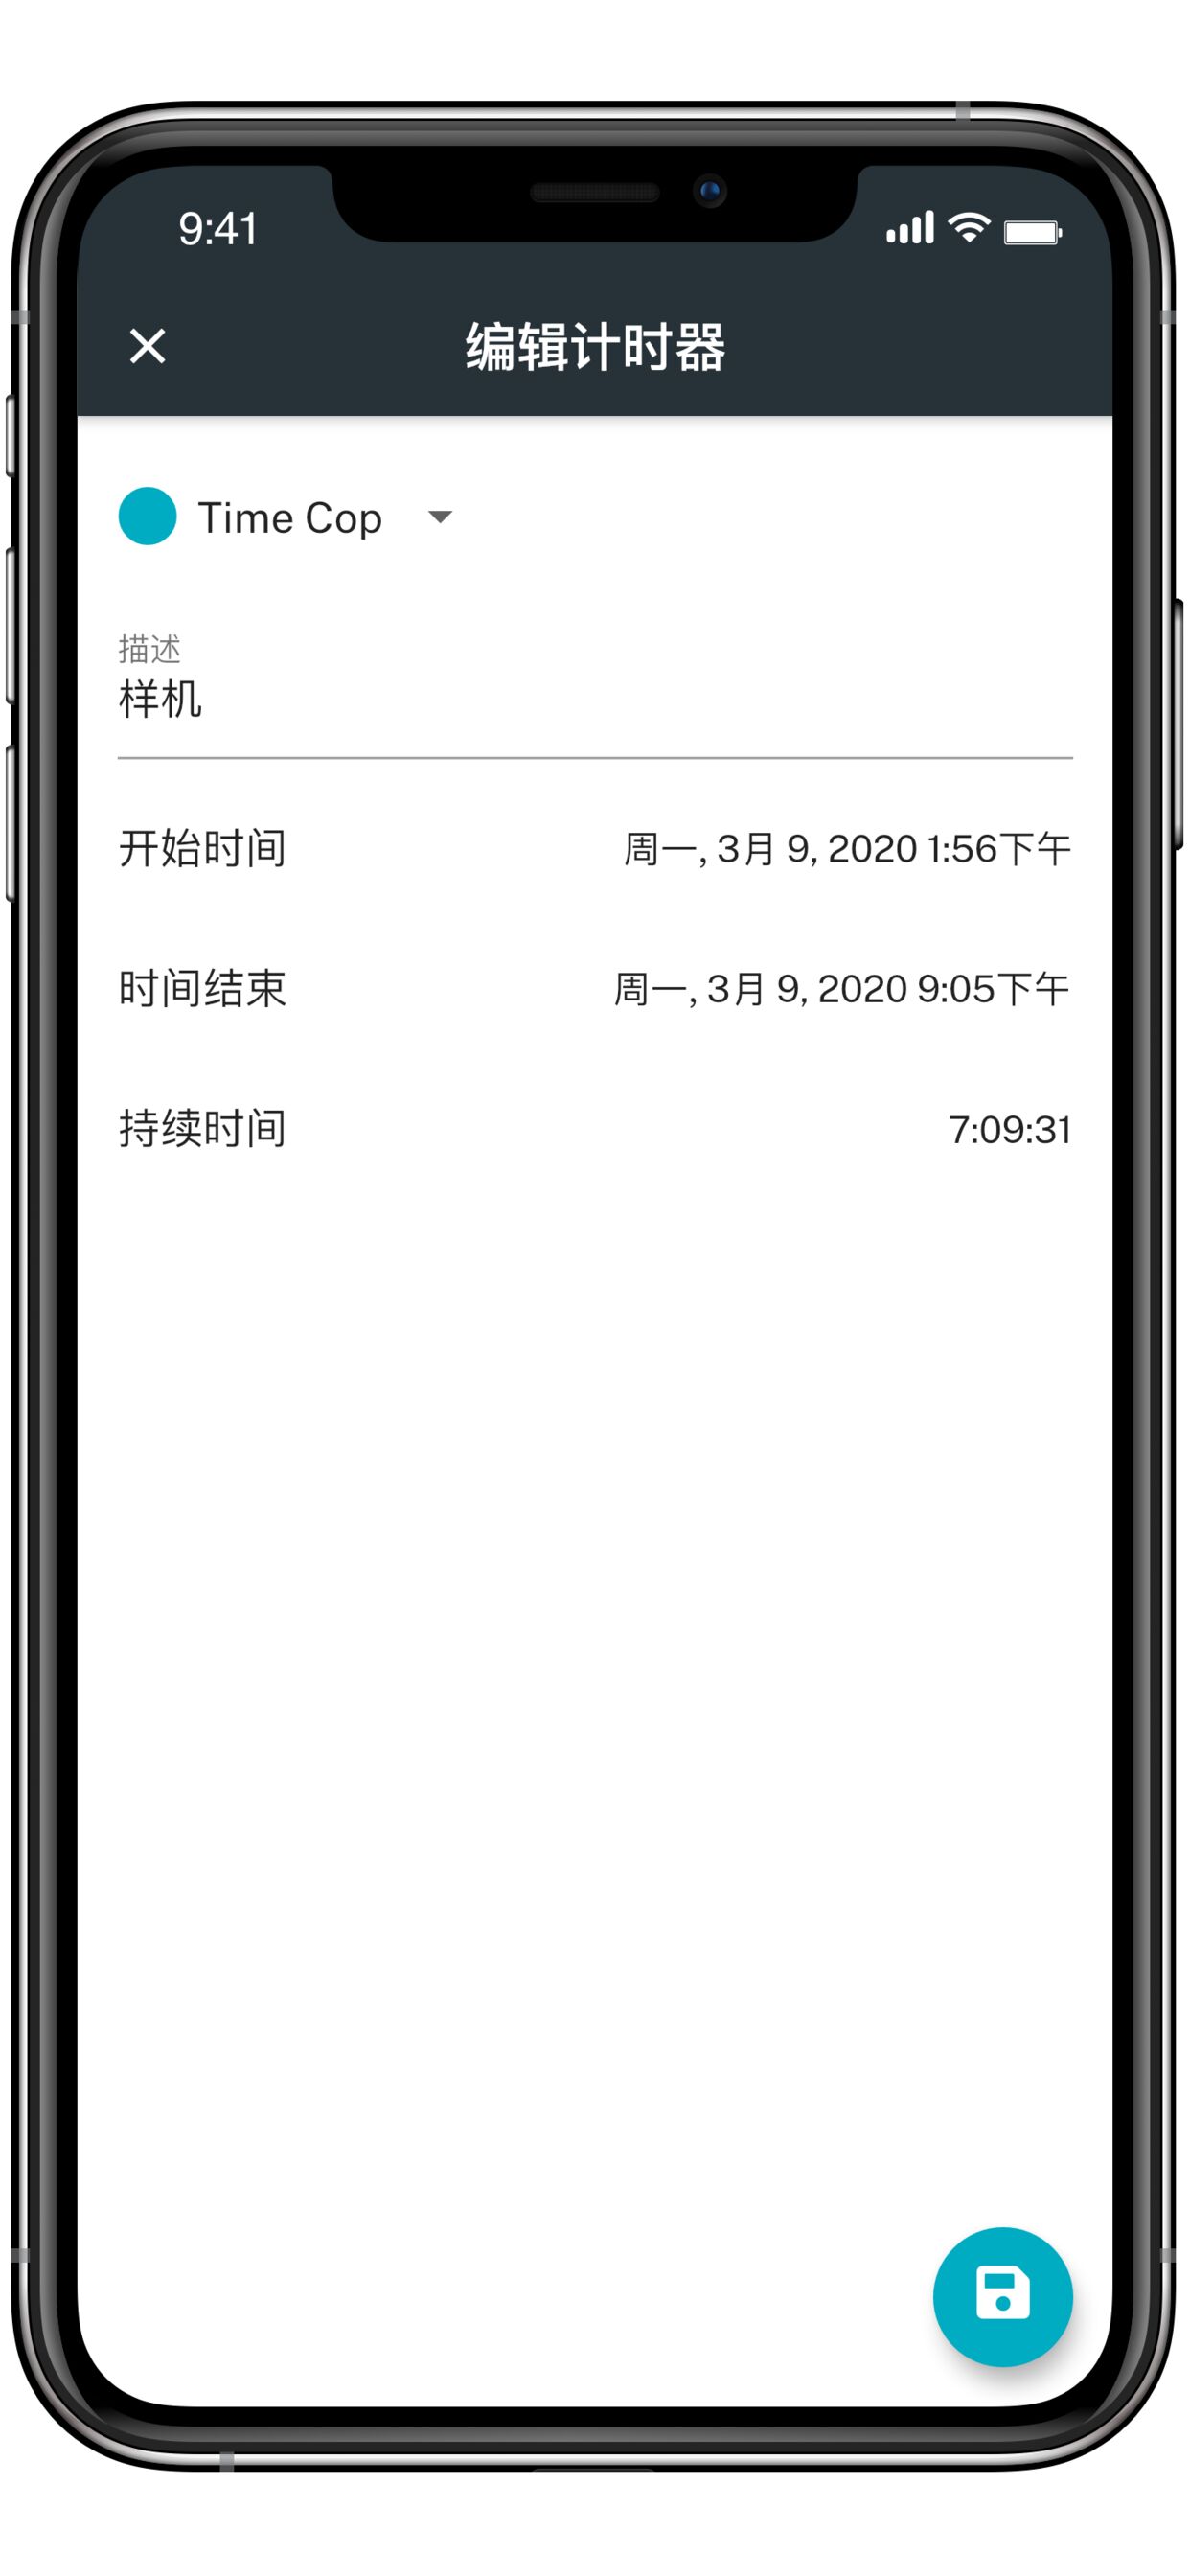 9:41
编辑计时器
Time Cop
描述
样机
开始时间 周一, 3月 9, 2020 1:56下午
时间结束 周一, 3月 9, 2020 9:05下午
持续时间 7:09:31